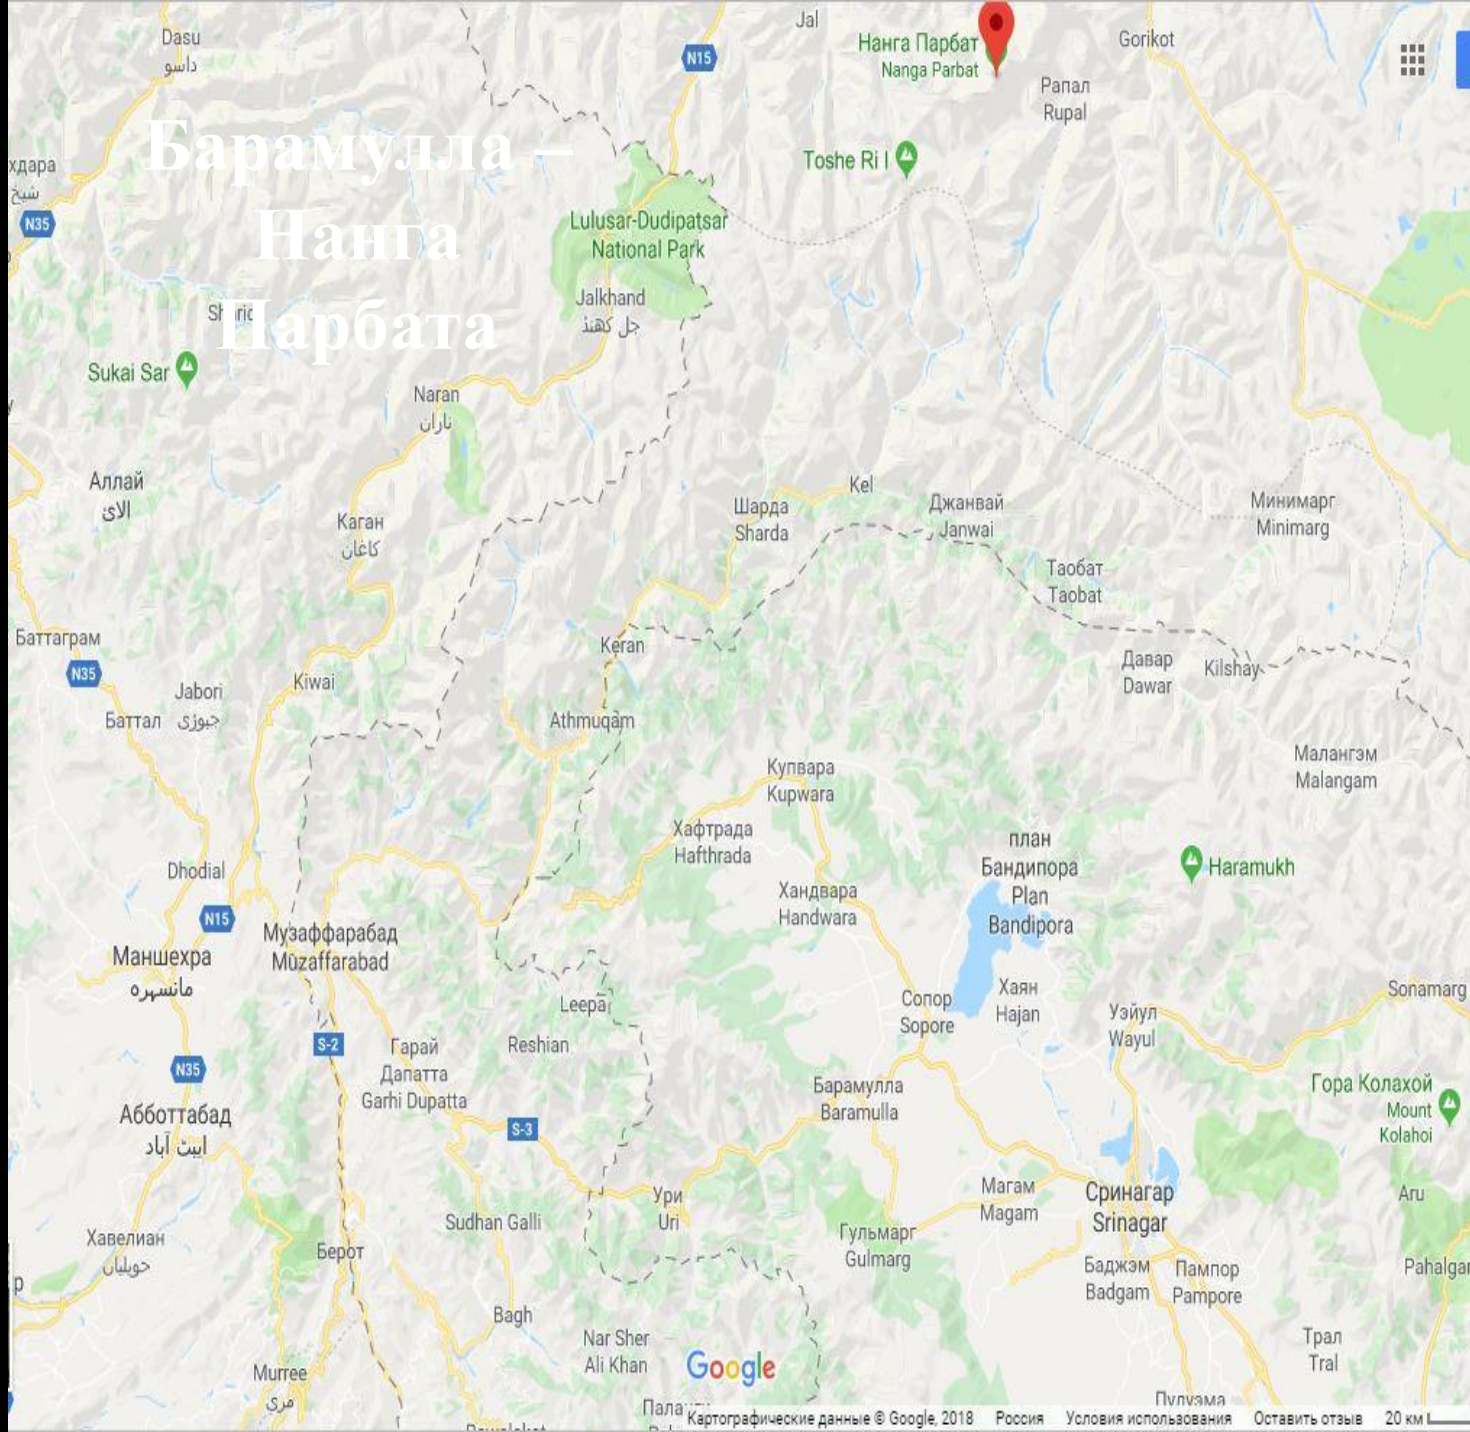 Dasu
داسو
N15
Jal
Нанга Парбат
Nanga Parbat
Gorikot
Рапал
Rupal
Барамулла –
Нанга
Парбата
хдара
شيخ
N35
Toshe Ri I
Lulusar-Dudipatsar
National Park
Jalkhand
جل کھنڈ
Sukai Sar
Naran
ناران
Аллай
الای
Каган
کاغان
Шарда
Sharda
Kel
Джанвай
Janwai
Минимарг
Minimarg
Таобат
Taobat
Баттаграм
N35
Keran
Давар
Dawar
Kilshay
Jabori
جبوڑی
Баттал
Kiwai
Athmuqam
Малангэм
Malangam
Купвара
Kupwara
Хафтрада
Hafthrada
план
Бандипора
Plan
Bandipora
Haramukh
Dhodial
Хандвара
Handwara
N15
Музаффарабад
Muzaffarabad
Маншехра
مانسہرہ
Leepa
Сопор
Sopore
Хаян
Hajan
Уэйул
Wayul
Sonamarg
S-2
Гарай
Дапатта
Garhi Dupatta
Reshian
N35
Барамулла
Baramulla
Гора Колахой
Mount
Kolahoi
Абботтабад
ایبٹ آباد
S-3
Магам
Magam
Сринагар
Srinagar
Aru
Ури
Uri
Sudhan Galli
Гульмарг
Gulmarg
Хавелиан
حویلیاں
Берот
Баджэм
Badgam
Пампор
Pampore
Pahalgar
р
Bagh
Nar Sher
Ali Khan
Трал
Tral
Murree
مری
Google
Пулуэма
Картографические данные © Google, 2018 Россия Условия использования Оставить отзыв 20 км